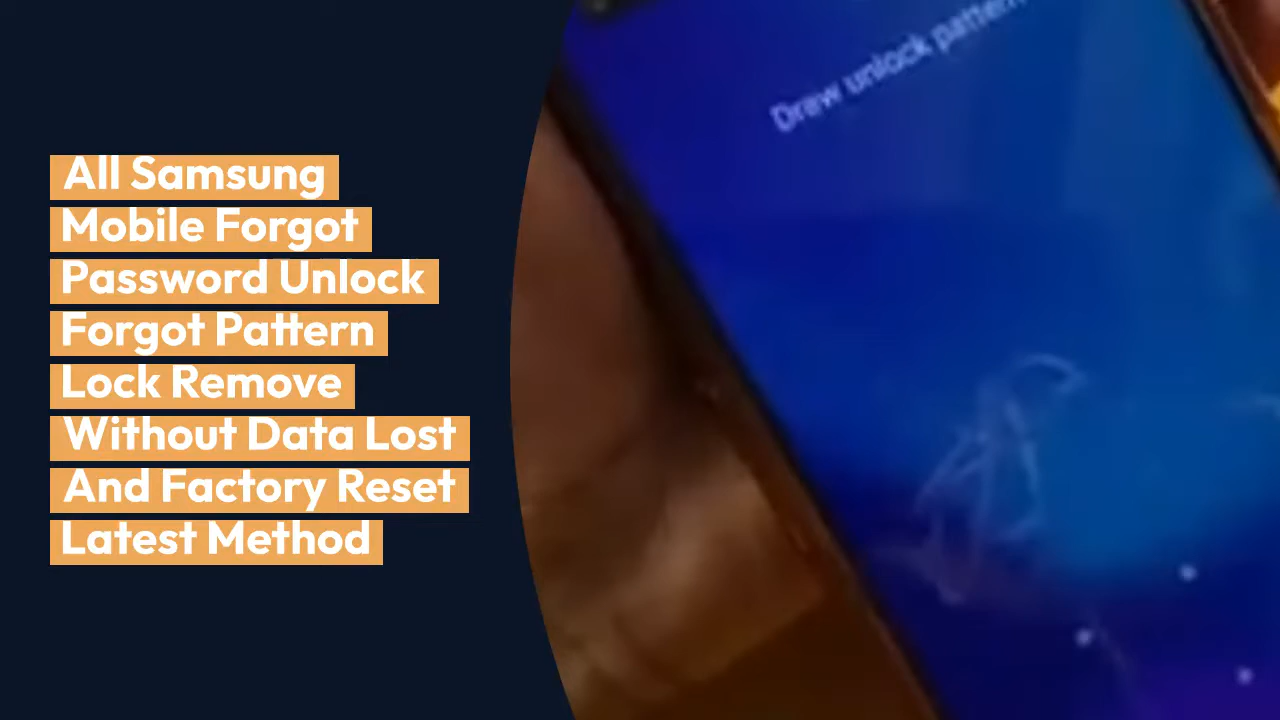 All Samsung
Mobile Forgot
Password Unlock
Forgot Pattern
Lock Remove
Without Data Lost
And Factory Reset
Latest Method
Draw unlock pattern